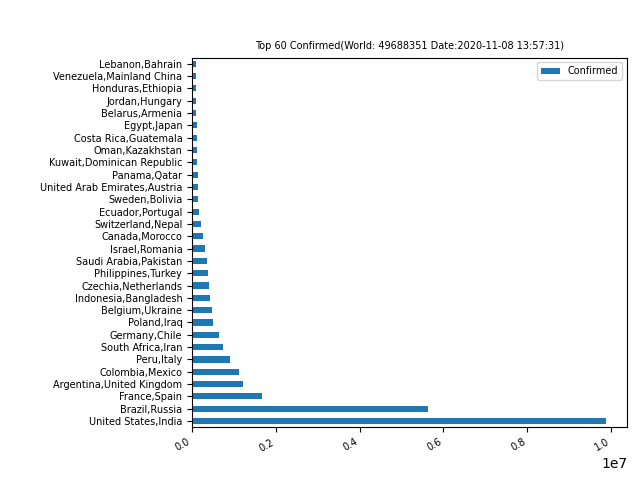 Top 60 Confirmed(World: 49688351 Date:2020-11-08 13:57:31)
Confirmed
Lebanon,Bahrain
Venezuela,Mainland China
Honduras,Ethiopia
Jordan,Hungary
Belarus,Armenia
Egypt,Japan
Costa Rica,Guatemala
Oman,Kazakhstan
Kuwait,Dominican Republic
Panama,Qatar
United Arab Emirates,Austria
Sweden,Bolivia
Ecuador,Portugal
Switzerland,Nepal
Canada,Morocco
Israel,Romania
Saudi Arabia,Pakistan
Philippines,Turkey
Czechia,Netherlands
Indonesia,Bangladesh
Belgium,Ukraine
Poland,Iraq
Germany,Chile
South Africa,Iran
Peru,Italy
Colombia,Mexico
Argentina,United Kingdom
France,Spain
Brazil,Russia
United States,India
0.0 0.2 0.4 0.6 0.8 1.0
1e7